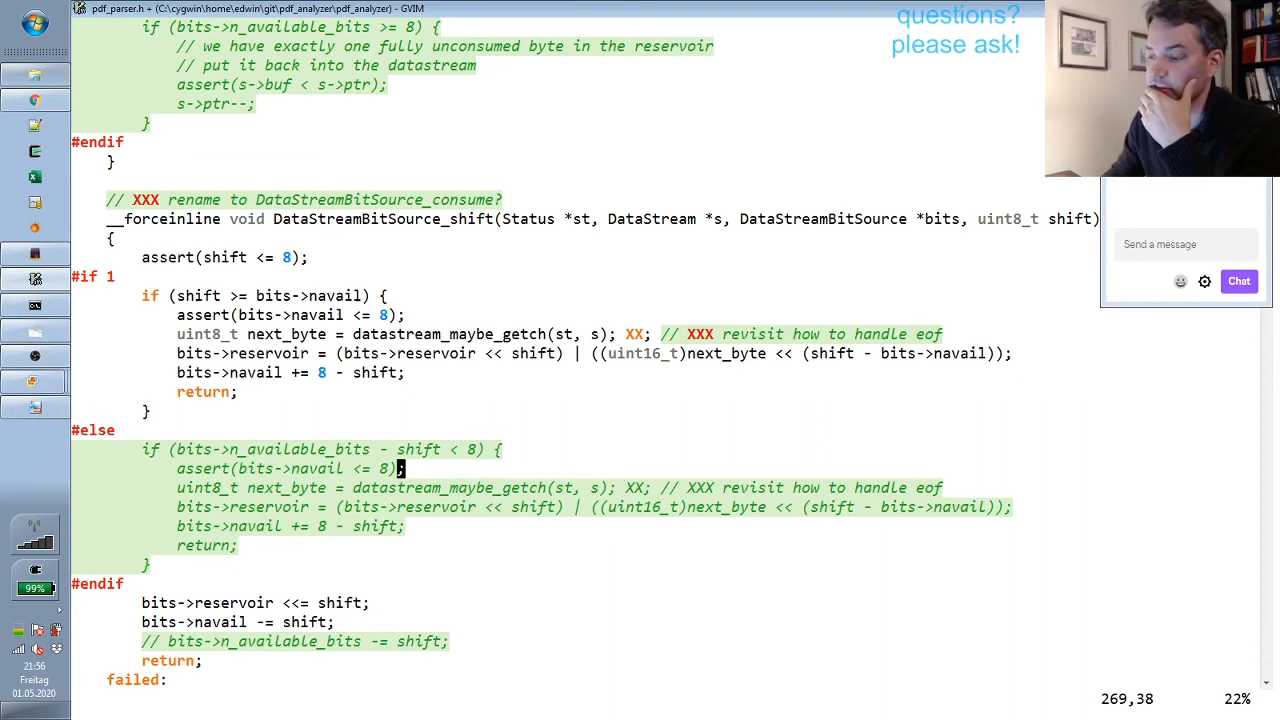 pdf_parser.h + (C:\cygwin\home\edwin\git\pdf_analyzer\pdf_analyzer) - GVIM
questions?
please ask!
if (bits->n_available_bits >= 8) {
// we have exactly one fully unconsumed byte in the reservoir
// put it back into the datastream
assert(s->buf < s->ptr);
s->ptr--;
}
#endif
}
// XXX rename to DataStreamBitSource_consume?
__forceinline void DataStreamBitSource_shift(Status *st, DataStream *s, DataStreamBitSource *bits, uint8_t shift)
{
assert(shift <= 8);
#if 1
if (shift >= bits->navail) {
assert(bits->navail <= 8);
uint8_t next_byte = datastream_maybe_getch(st, s); XX; // XXX revisit how to handle eof
bits->reservoir = (bits->reservoir << shift) | ((uint16_t)next_byte << (shift - bits->navail));
bits->navail += 8 - shift;
return;
}
#else
if (bits->n_available_bits - shift < 8) {
assert(bits->navail <= 8);
uint8_t next_byte = datastream_maybe_getch(st, s); XX; // XXX revisit how to handle eof
bits->reservoir = (bits->reservoir << shift) | ((uint16_t)next_byte << (shift - bits->navail));
bits->navail += 8 - shift;
return;
}
#endif
bits->reservoir <<= shift;
bits->navail -= shift;
// bits->n_available_bits -= shift;
return;
failed:
269,38 22%
Send a message
Chat
99%
21:56
Freitag
01.05.2020